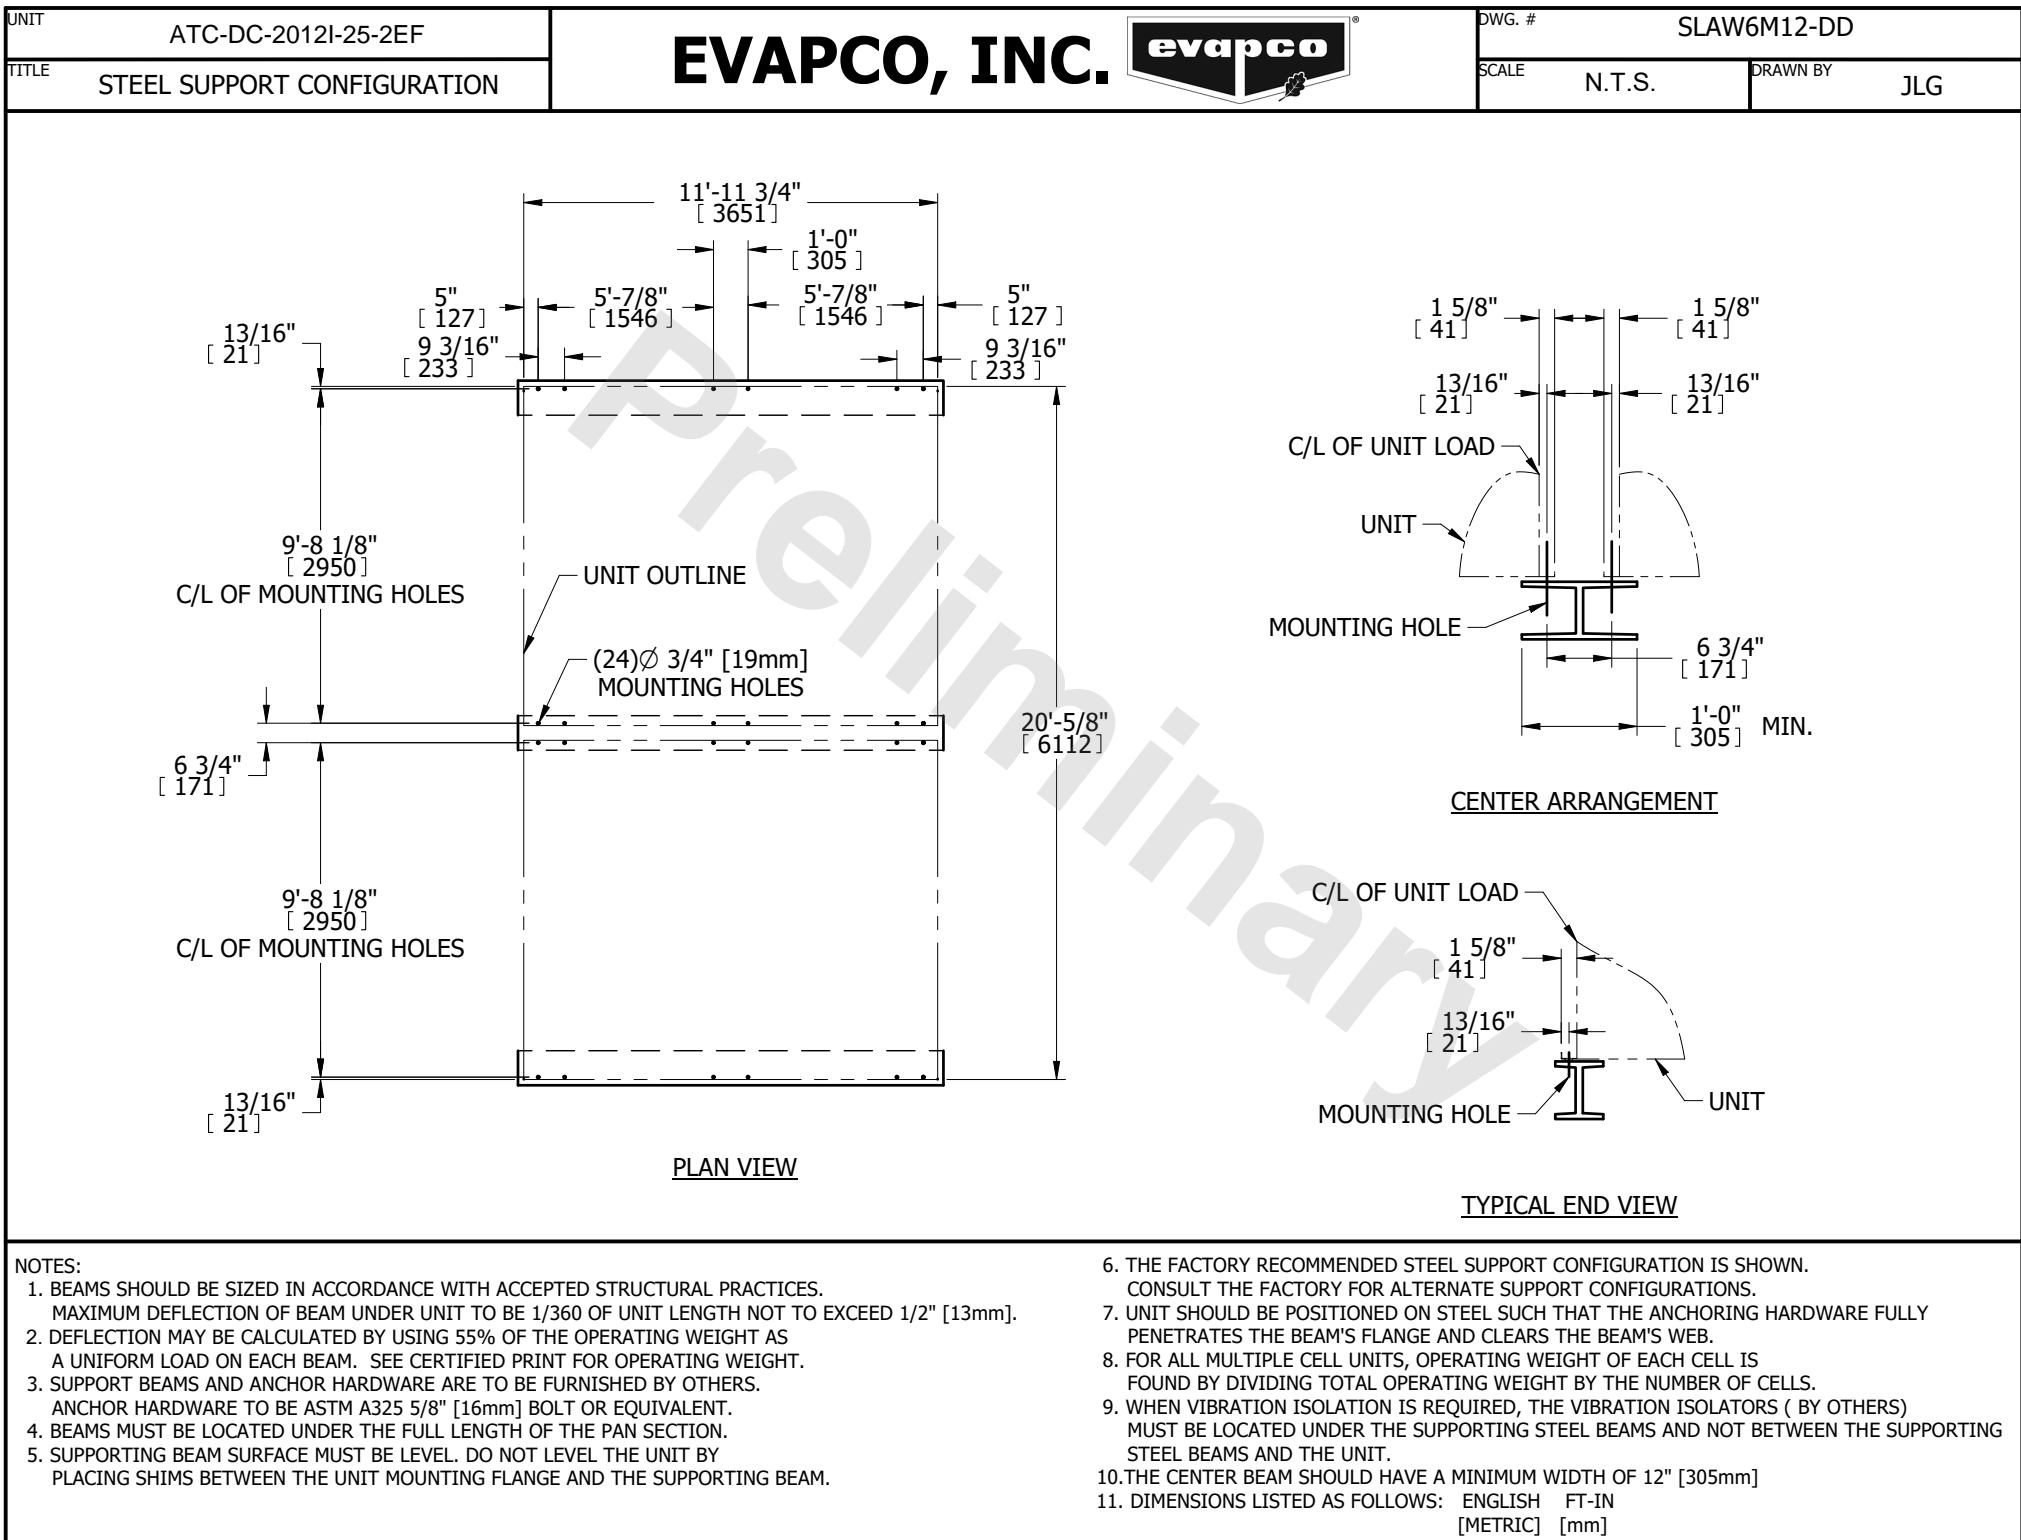 UNIT
ATC-DC-2012I-25-2EF
TITLE
STEEL SUPPORT CONFIGURATION
EVAPCO, INC.
evapco
®
DWG. #
SLAW6M12-DD
SCALE
N.T.S.
DRAWN BY
JLG
11'-11 3/4"
[ 3651]
1'-0"
[ 305 ]
5"
[ 127]
5'-7/8"
[ 1546 ]
5'-7/8"
[ 1546 ]
5"
[ 127 ]
13/16"
[ 21]
9 3/16"
[ 233 ]
9 3/16"
[ 233 ]
9'-8 1/8"
[ 2950]
C/L OF MOUNTING HOLES
UNIT OUTLINE
(24)Ø 3/4" [19mm]
MOUNTING HOLES
6 3/4"
[ 171]
20'-5/8"
[ 6112]
9'-8 1/8"
[ 2950]
C/L OF MOUNTING HOLES
13/16"
[ 21]
PLAN VIEW
Preliminary
1 5/8"
[ 41]
1 5/8"
[ 41]
13/16"
[ 21]
13/16"
[ 21]
C/L OF UNIT LOAD
UNIT
MOUNTING HOLE
6 3/4"
[ 171]
1'-0"
[ 305] MIN.
CENTER ARRANGEMENT
C/L OF UNIT LOAD
1 5/8"
[ 41]
13/16"
[ 21]
MOUNTING HOLE
UNIT
TYPICAL END VIEW
NOTES:
1. BEAMS SHOULD BE SIZED IN ACCORDANCE WITH ACCEPTED STRUCTURAL PRACTICES.
MAXIMUM DEFLECTION OF BEAM UNDER UNIT TO BE 1/360 OF UNIT LENGTH NOT TO EXCEED 1/2" [13mm].
2. DEFLECTION MAY BE CALCULATED BY USING 55% OF THE OPERATING WEIGHT AS
A UNIFORM LOAD ON EACH BEAM. SEE CERTIFIED PRINT FOR OPERATING WEIGHT.
3. SUPPORT BEAMS AND ANCHOR HARDWARE ARE TO BE FURNISHED BY OTHERS.
ANCHOR HARDWARE TO BE ASTM A325 5/8" [16mm] BOLT OR EQUIVALENT.
4. BEAMS MUST BE LOCATED UNDER THE FULL LENGTH OF THE PAN SECTION.
5. SUPPORTING BEAM SURFACE MUST BE LEVEL. DO NOT LEVEL THE UNIT BY
PLACING SHIMS BETWEEN THE UNIT MOUNTING FLANGE AND THE SUPPORTING BEAM.
6. THE FACTORY RECOMMENDED STEEL SUPPORT CONFIGURATION IS SHOWN.
CONSULT THE FACTORY FOR ALTERNATE SUPPORT CONFIGURATIONS.
7. UNIT SHOULD BE POSITIONED ON STEEL SUCH THAT THE ANCHORING HARDWARE FULLY
PENETRATES THE BEAM'S FLANGE AND CLEARS THE BEAM'S WEB.
8. FOR ALL MULTIPLE CELL UNITS, OPERATING WEIGHT OF EACH CELL IS
FOUND BY DIVIDING TOTAL OPERATING WEIGHT BY THE NUMBER OF CELLS.
9. WHEN VIBRATION ISOLATION IS REQUIRED, THE VIBRATION ISOLATORS ( BY OTHERS)
MUST BE LOCATED UNDER THE SUPPORTING STEEL BEAMS AND NOT BETWEEN THE SUPPORTING
STEEL BEAMS AND THE UNIT.
10.THE CENTER BEAM SHOULD HAVE A MINIMUM WIDTH OF 12" [305mm]
11. DIMENSIONS LISTED AS FOLLOWS: ENGLISH FT-IN
[METRIC] [mm]